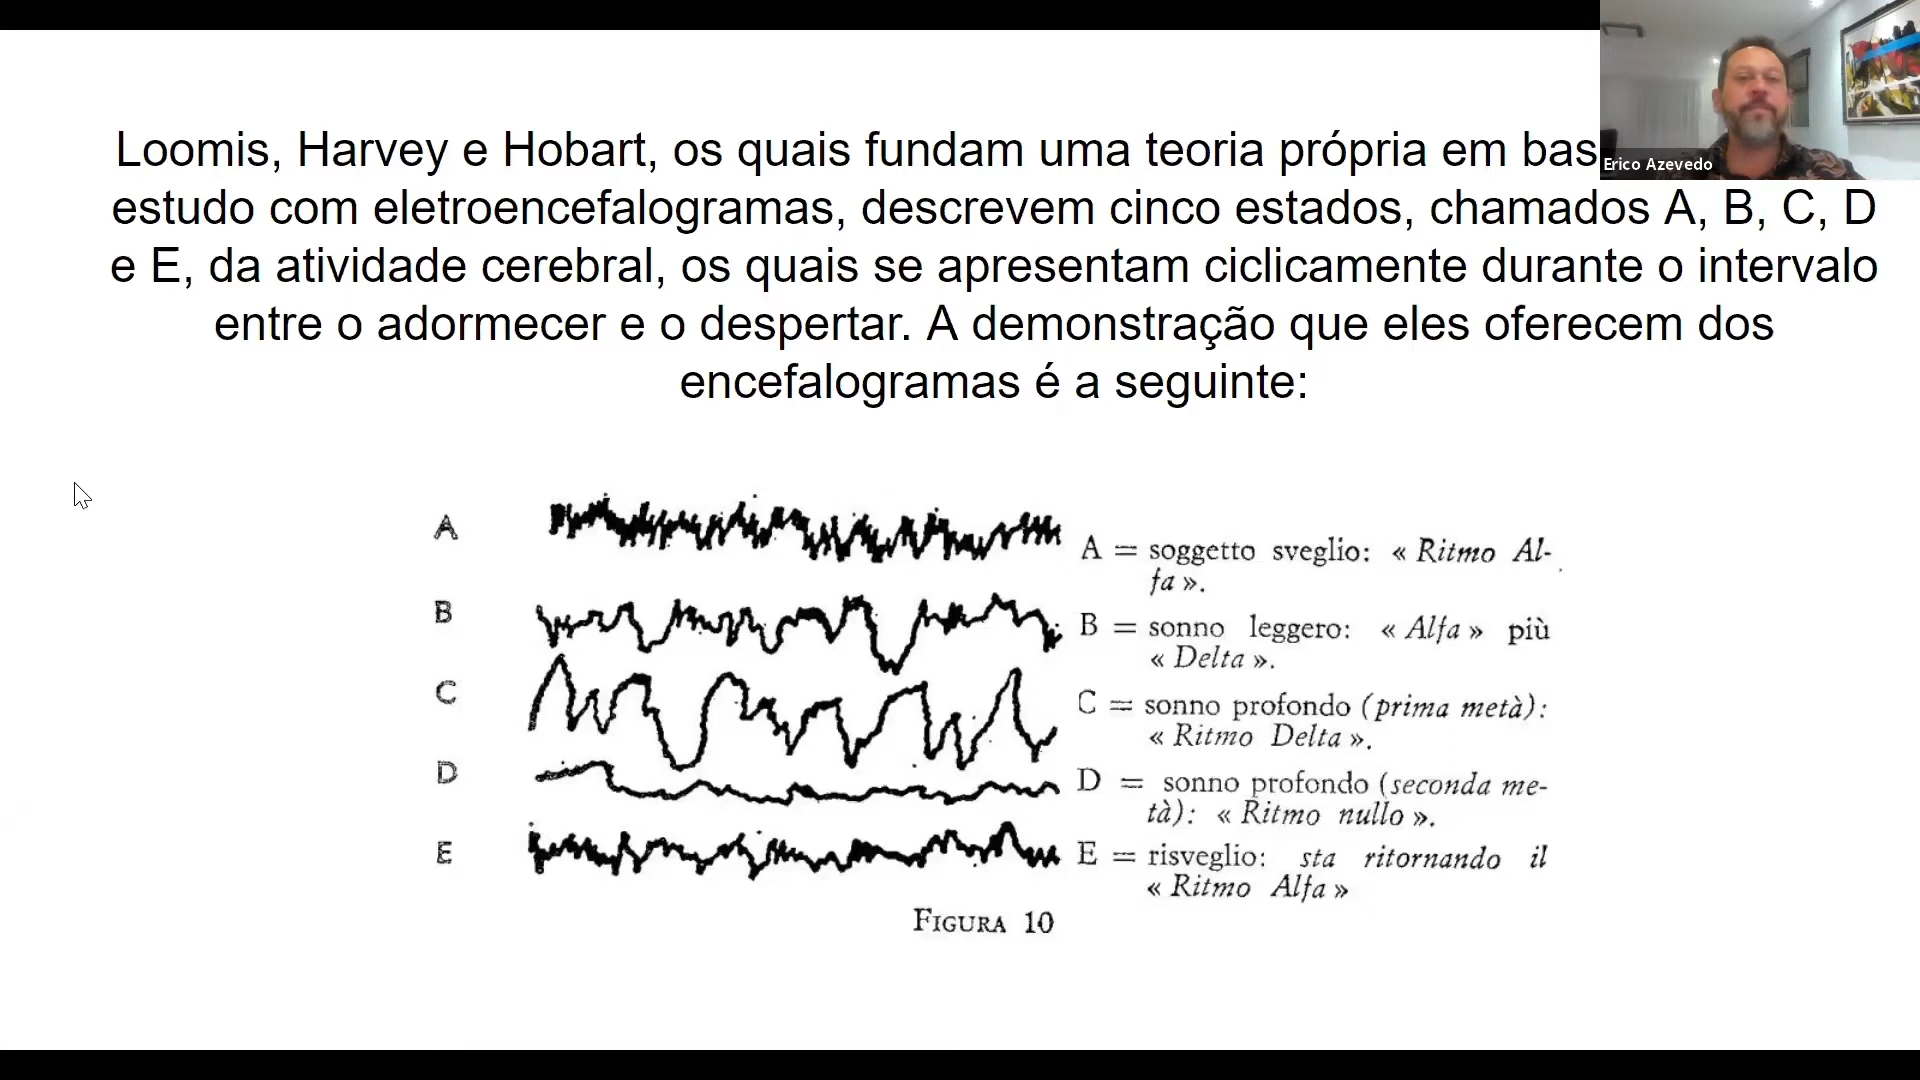 Loomis, Harvey e Hobart, os quais fundam uma teoria própria em bas
estudo com eletroencefalogramas, descrevem cinco estados, chamados A, B, C, D
e E, da atividade cerebral, os quais se apresentam ciclicamente durante o intervalo
entre o adormecer e o despertar. A demonstração que eles oferecem dos
encefalogramas é a seguinte:
Erico Azevedo
A
B
C
D
E
A = soggetto sveglio: « Ritmo Al-
fa ».
B = sonno leggero: « Alfa » più
« Delta ».
C = sonno profondo (prima metà):
« Ritmo Delta ».
D = sonno profondo (seconda me-
tà): « Ritmo nullo ».
E = risveglio: sta ritornando il
« Ritmo Alfa »
FIGURA 10